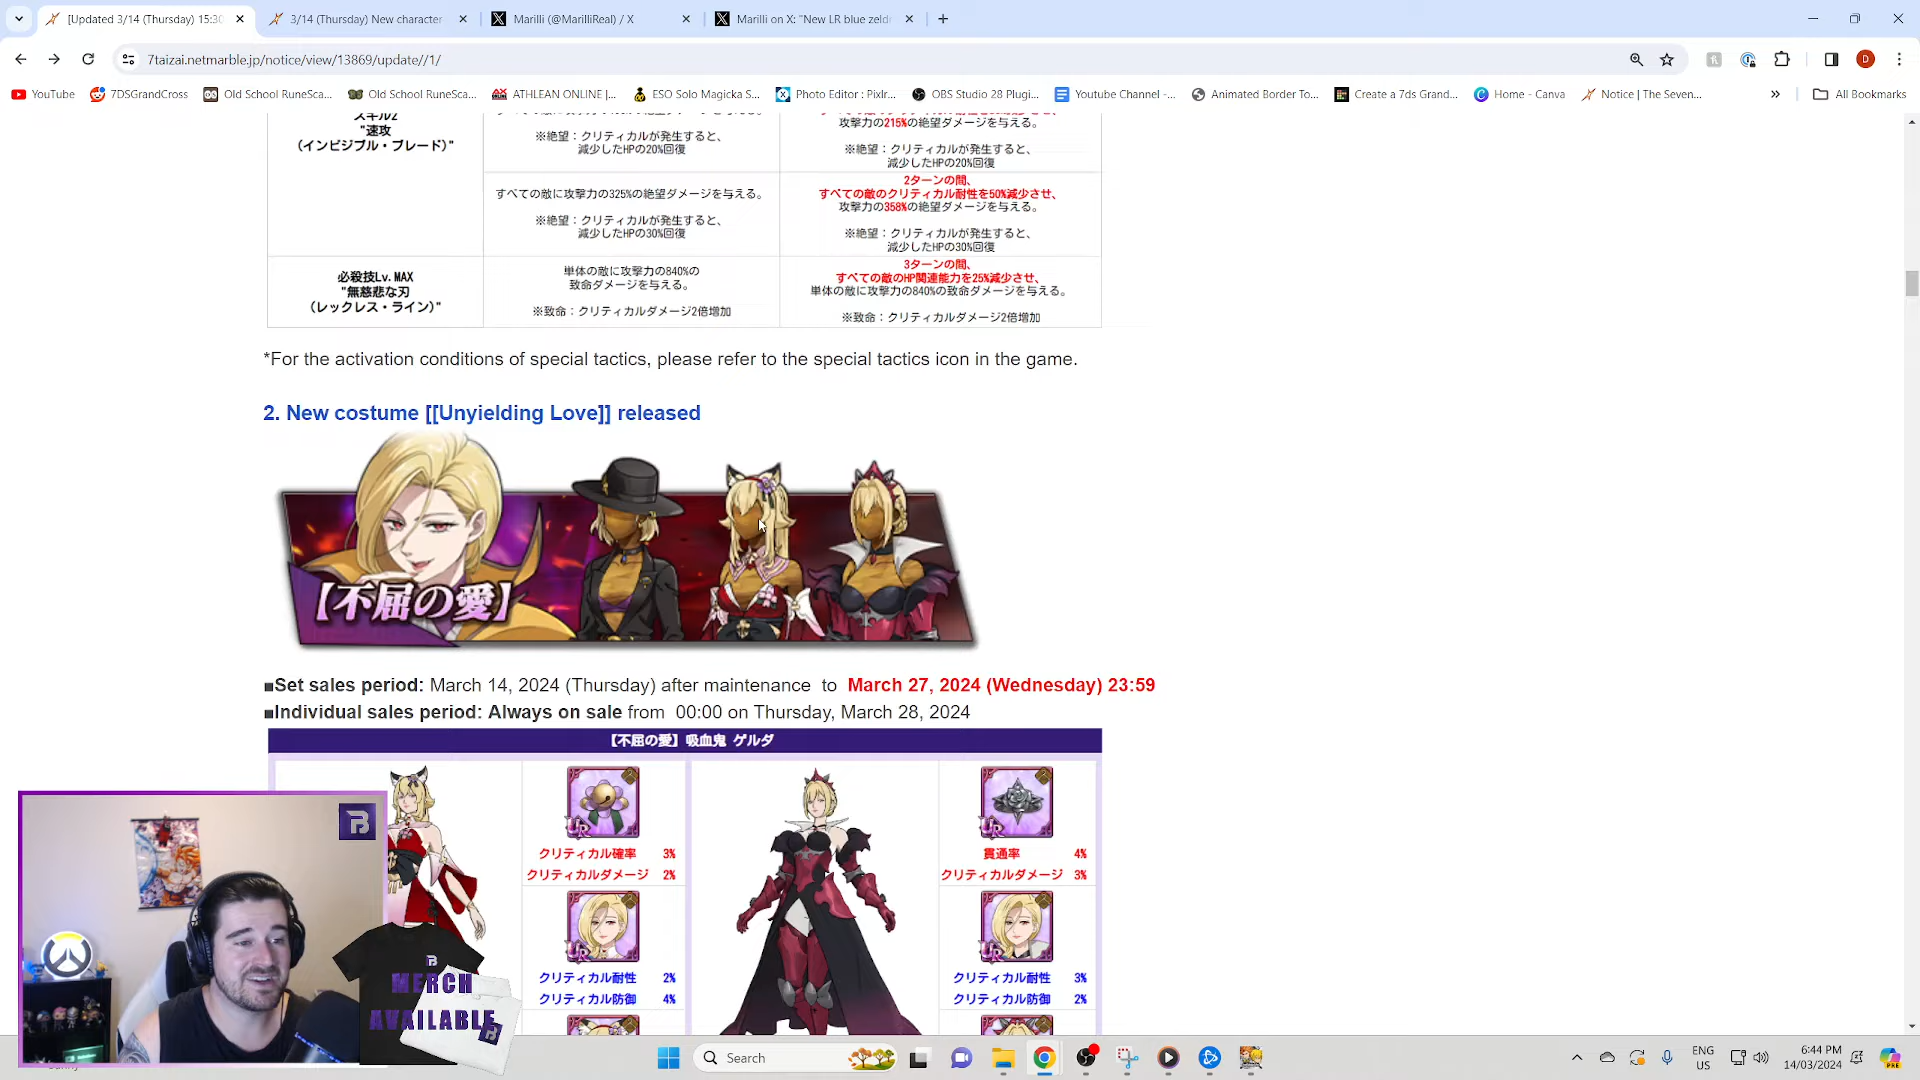 [Updated 3/14 (Thursday) 15:30
3/14 (Thursday) New character
Marilli (@MarilliReal) / X
Marilli on X: "New LR blue zeldr
7taizai.netmarble.jp/notice/view/13869/update//1/
YouTube
7DSGrandCross
Old School RuneSca...
Old School RuneSca...
ATHLEAN ONLINE |...
ESO Solo Magicka S...
Photo Editor : Pixlr...
OBS Studio 28 Plugi...
Youtube Channel -...
Animated Border To...
Create a 7ds Grand...
Home - Canva
Notice | The Seven...
All Bookmarks
スキル2
"速攻
（インビジブル・ブレード）"
※絶望：クリティカルが発生すると、
減少したHPの20%回復
攻撃力の215%の絶望ダメージを与える。
※絶望：クリティカルが発生すると、
減少したHPの20%回復
すべての敵に攻撃力の325%の絶望ダメージを与える。
※絶望：クリティカルが発生すると、
減少したHPの30%回復
2ターンの間、
すべての敵のクリティカル耐性を50%減少させ、
攻撃力の358%の絶望ダメージを与える。
※絶望：クリティカルが発生すると、
減少したHPの30%回復
必殺技Lv.MAX
"無慈悲な刃
（レックレス・ライン）"
単体の敵に攻撃力の840%の
致命ダメージを与える。
※致命：クリティカルダメージ2倍増加
3ターンの間、
すべての敵のHP関連能力を25%減少させ、
単体の敵に攻撃力の840%の致命ダメージを与える。
※致命：クリティカルダメージ2倍増加
*For the activation conditions of special tactics, please refer to the special tactics icon in the game.
2. New costume [[Unyielding Love]] released
【不屈の愛】
■Set sales period: March 14, 2024 (Thursday) after maintenance to March 27, 2024 (Wednesday) 23:59
■Individual sales period: Always on sale from 00:00 on Thursday, March 28, 2024
【不屈の愛】吸血鬼 ゲルダ
UR
クリティカル確率 3%
クリティカルダメージ 2%
UR
クリティカル耐性 2%
クリティカル防御 4%
UR
貫通率 4%
クリティカルダメージ 3%
UR
クリティカル耐性 3%
クリティカル防御 2%
B
B
MERCH
AVAILABLE
B
Search
ENG
US
6:44 PM
14/03/2024
PRE